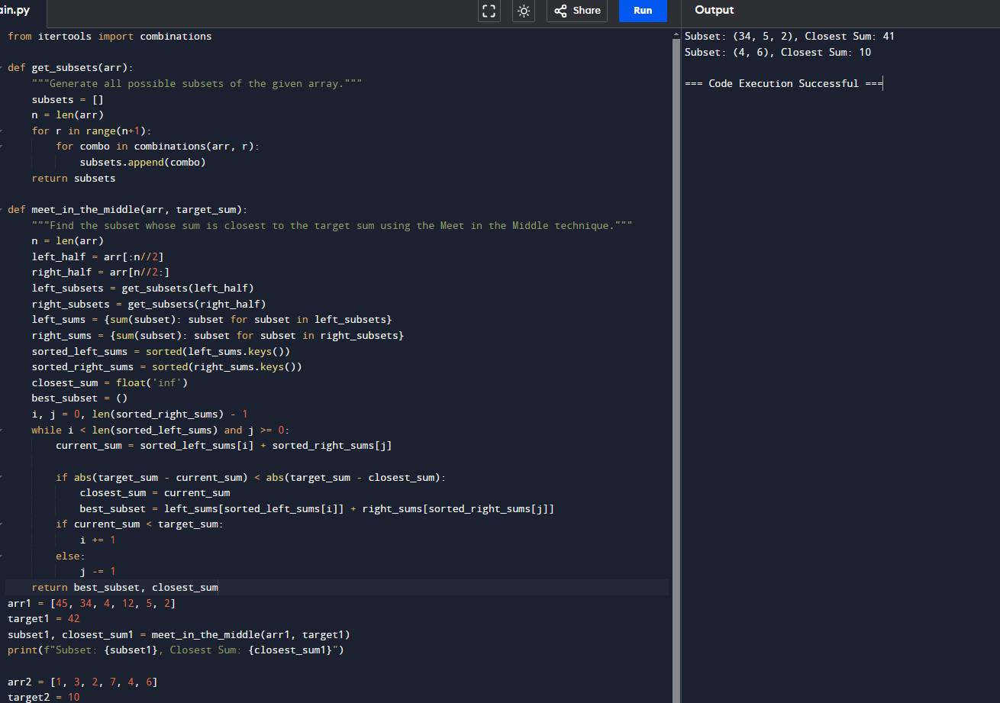 ain.py
Share
Run
Output
from itertools import combinations

def get_subsets(arr):
    """Generate all possible subsets of the given array."""
    subsets = []
    n = len(arr)
    for r in range(n+1):
        for combo in combinations(arr, r):
            subsets.append(combo)
    return subsets

def meet_in_the_middle(arr, target_sum):
    """Find the subset whose sum is closest to the target sum using the Meet in the Middle technique."""
    n = len(arr)
    left_half = arr[:n//2]
    right_half = arr[n//2:]
    left_subsets = get_subsets(left_half)
    right_subsets = get_subsets(right_half)
    left_sums = {sum(subset): subset for subset in left_subsets}
    right_sums = {sum(subset): subset for subset in right_subsets}
    sorted_left_sums = sorted(left_sums.keys())
    sorted_right_sums = sorted(right_sums.keys())
    closest_sum = float('inf')
    best_subset = ()
    i, j = 0, len(sorted_right_sums) - 1
    while i < len(sorted_left_sums) and j >= 0:
        current_sum = sorted_left_sums[i] + sorted_right_sums[j]

        if abs(target_sum - current_sum) < abs(target_sum - closest_sum):
            closest_sum = current_sum
            best_subset = left_sums[sorted_left_sums[i]] + right_sums[sorted_right_sums[j]]
        if current_sum < target_sum:
            i += 1
        else:
            j -= 1
    return best_subset, closest_sum
arr1 = [45, 34, 4, 12, 5, 2]
target1 = 42
subset1, closest_sum1 = meet_in_the_middle(arr1, target1)
print(f"Subset: {subset1}, Closest Sum: {closest_sum1}")

arr2 = [1, 3, 2, 7, 4, 6]
target2 = 10
Subset: (34, 5, 2), Closest Sum: 41
Subset: (4, 6), Closest Sum: 10

=== Code Execution Successful ===